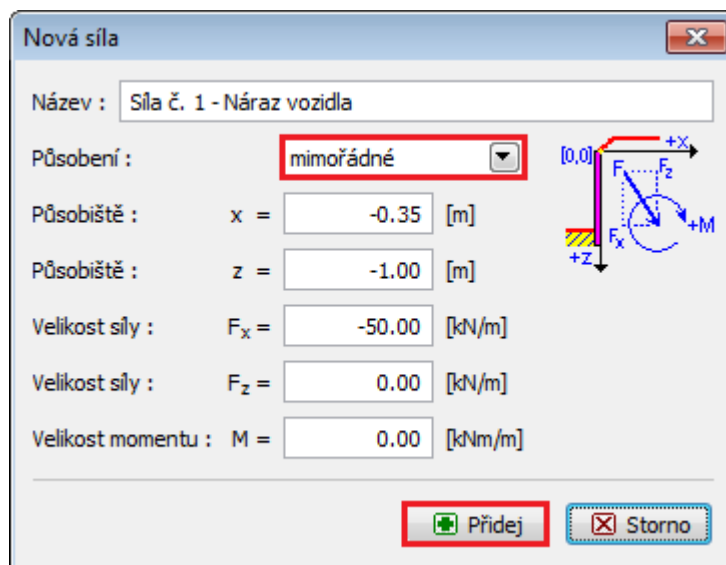 Nová síla
Název : Síla č. 1 - Náraz vozidla
Působení : mimořádné
Působiště : x = -0.35 [m]
Působiště : z = -1.00 [m]
Velikost síly : Fx = -50.00 [kN/m]
Velikost síly : Fz = 0.00 [kN/m]
Velikost momentu : M = 0.00 [kNm/m]
[0,0] +X
F Fz
Fx +M
+Z
Přidej Storno